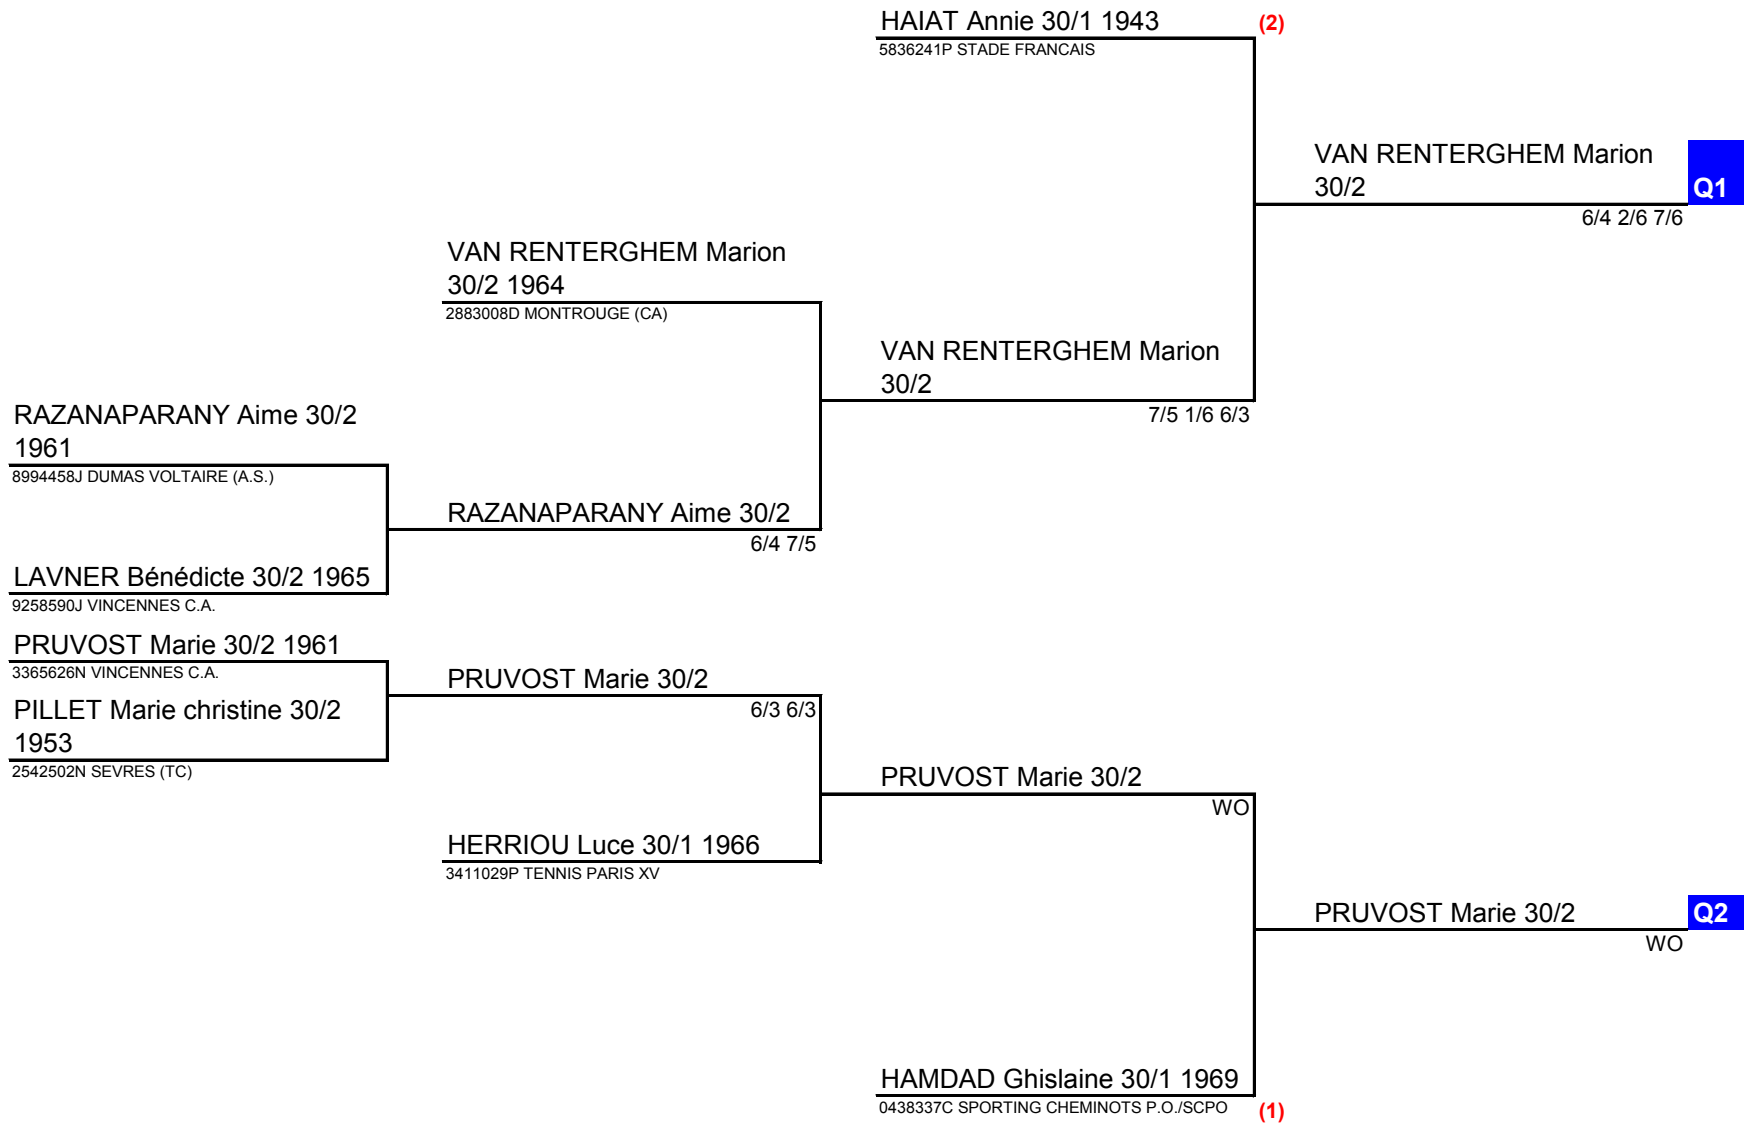 HAIAT Annie 30/1 1943
(2)
5836241P STADE FRANCAIS
VAN RENTERGHEM Marion
30/2
Q1
6/4 2/6 7/6
VAN RENTERGHEM Marion
30/2 1964
2883008D MONTROUGE (CA)
VAN RENTERGHEM Marion
30/2
7/5 1/6 6/3
RAZANAPARANY Aime 30/2
1961
8994458J DUMAS VOLTAIRE (A.S.)
RAZANAPARANY Aime 30/2
6/4 7/5
LAVNER Bénédicte 30/2 1965
9258590J VINCENNES C.A.
PRUVOST Marie 30/2 1961
3365626N VINCENNES C.A.
PRUVOST Marie 30/2
6/3 6/3
PILLET Marie christine 30/2
1953
2542502N SEVRES (TC)
PRUVOST Marie 30/2
WO
HERRIOU Luce 30/1 1966
3411029P TENNIS PARIS XV
PRUVOST Marie 30/2
Q2
WO
HAMDAD Ghislaine 30/1 1969
0438337C SPORTING CHEMINOTS P.O./SCPO
(1)